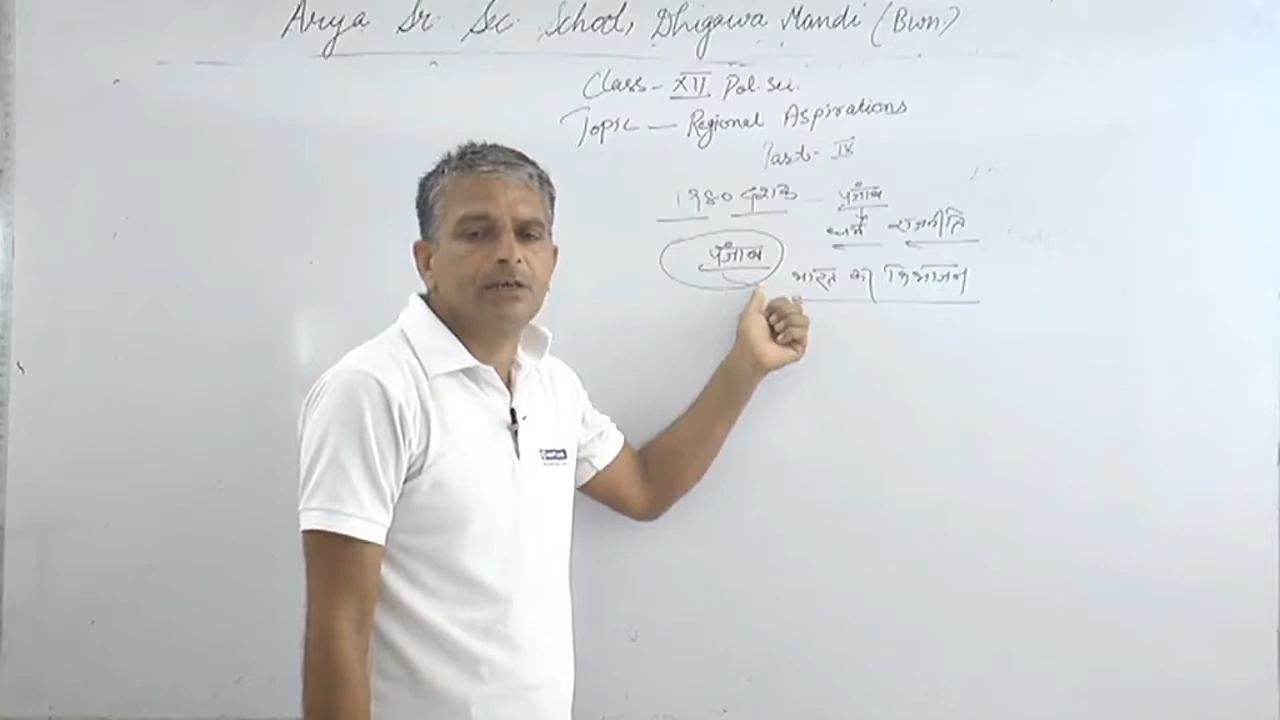 Arya Sr. Sec. School, Dhigawa Mandi (Bwn.)
Class - XII Pol. Sci.
Topic - Regional Aspirations
Part - IV
1980 दशक - पंजाब
धर्म राजनीति
पंजाब भारत का विभाजन